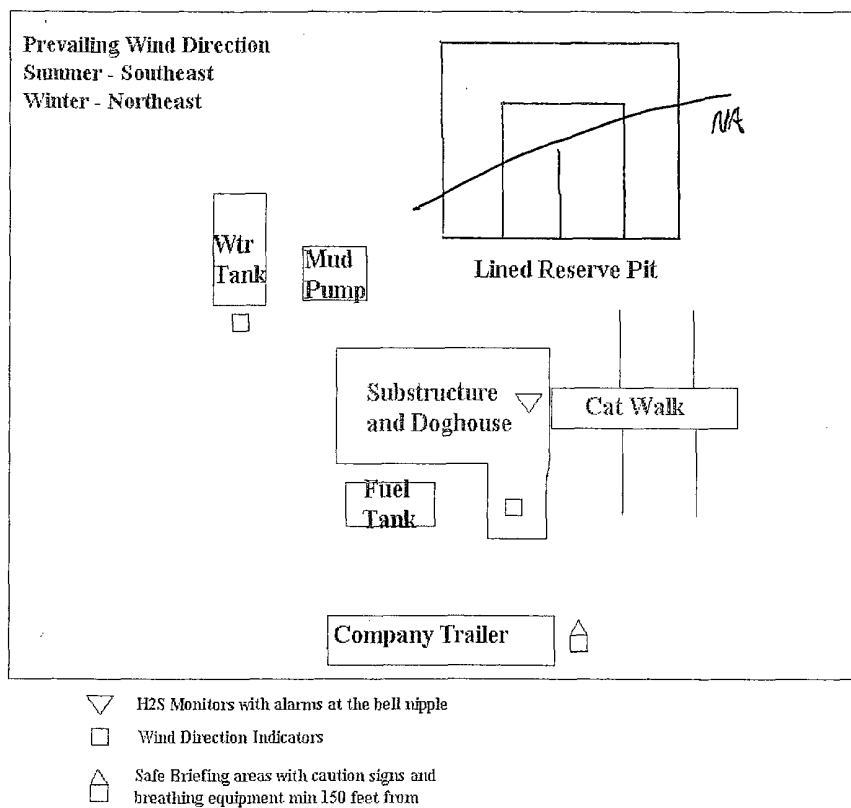 Prevailing Wind Direction
Summer - Southeast
Winter - Northeast
NA
Wtr
Tank
Mud
Pump
Lined Reserve Pit
Substructure
and Doghouse
Cat Walk
Fuel
Tank
Company Trailer
H2S Monitors with alarms at the bell nipple
Wind Direction Indicators
Safe Briefing areas with caution signs and
breathing equipment min 150 feet from